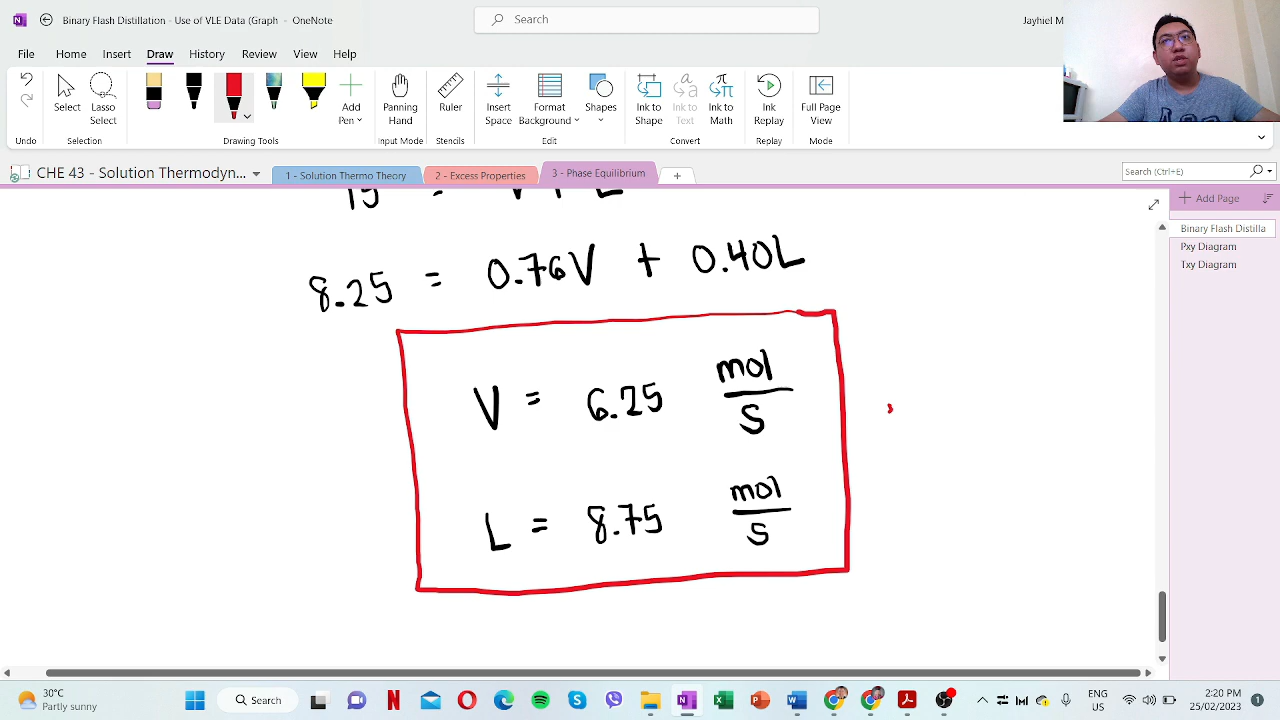 Binary Flash Distillation - Use of VLE Data (Graph - OneNote
Search
Jayhiel M
File Home Insert Draw History Review View Help
Undo
Select
Lasso Select
Add Pen
Panning Hand
Ruler
Insert Space
Format Background
Shapes
Ink to Shape
Ink to Text
Ink to Math
Ink Replay
Full Page View
Undo Selection Drawing Tools Input Mode Stencils Edit Convert Replay View
CHE 43 - Solution Thermodyn...
1 - Solution Thermo Theory
2 - Excess Properties
3 - Phase Equilibrium
+
Search (Ctrl+E)
Add Page
Binary Flash Distilla
Pxy Diagram
Txy Diagram
15 = V + L
8.25 = 0.76V + 0.40L
V = 6.25 mol/s
L = 8.75 mol/s
30°C
Partly sunny
Search
ENG
US
2:20 PM
25/02/2023
1